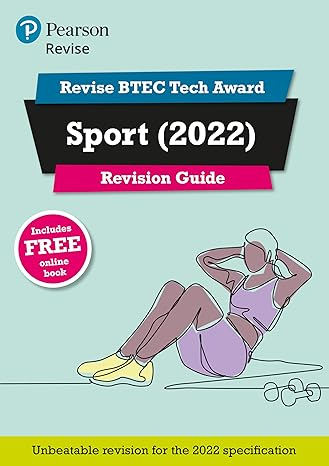 Pearson
Revise
Revise BTEC Tech Award
Sport (2022)
Revision Guide
Includes
FREE
online
book
Unbeatable revision for the 2022 specification